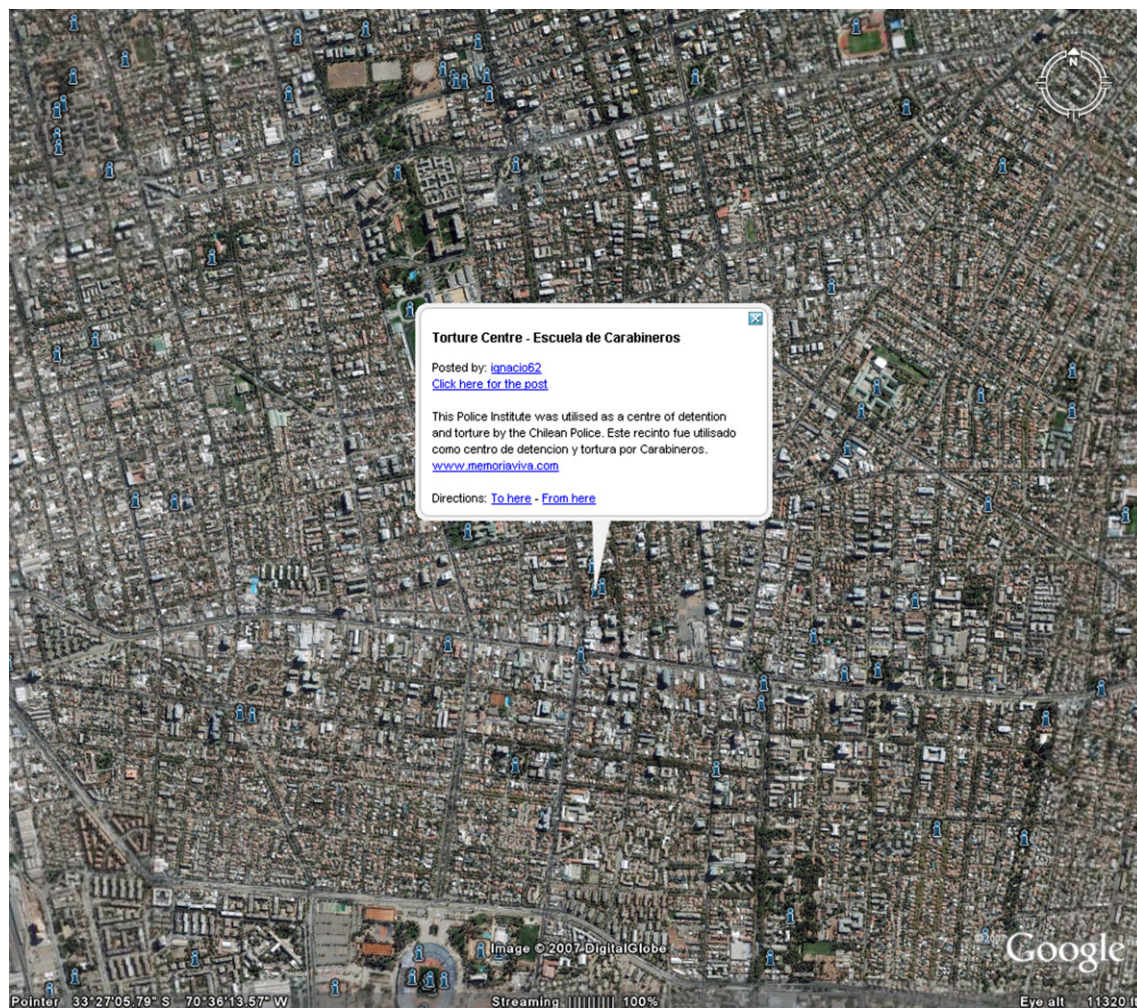 N
Torture Centre - Escuela de Carabineros
Posted by: ignacio62
Click here for the post
This Police Institute was utilised as a centre of detention
and torture by the Chilean Police. Este recinto fue utilisado
como centro de detencion y tortura por Carabineros.
www.memoriaviva.com
Directions: To here - From here
Image © 2007 DigitalGlobe
Google
Pointer 33°27'05.79" S 70°36'13.57" W
Streaming 100%
Eye alt 11320 f